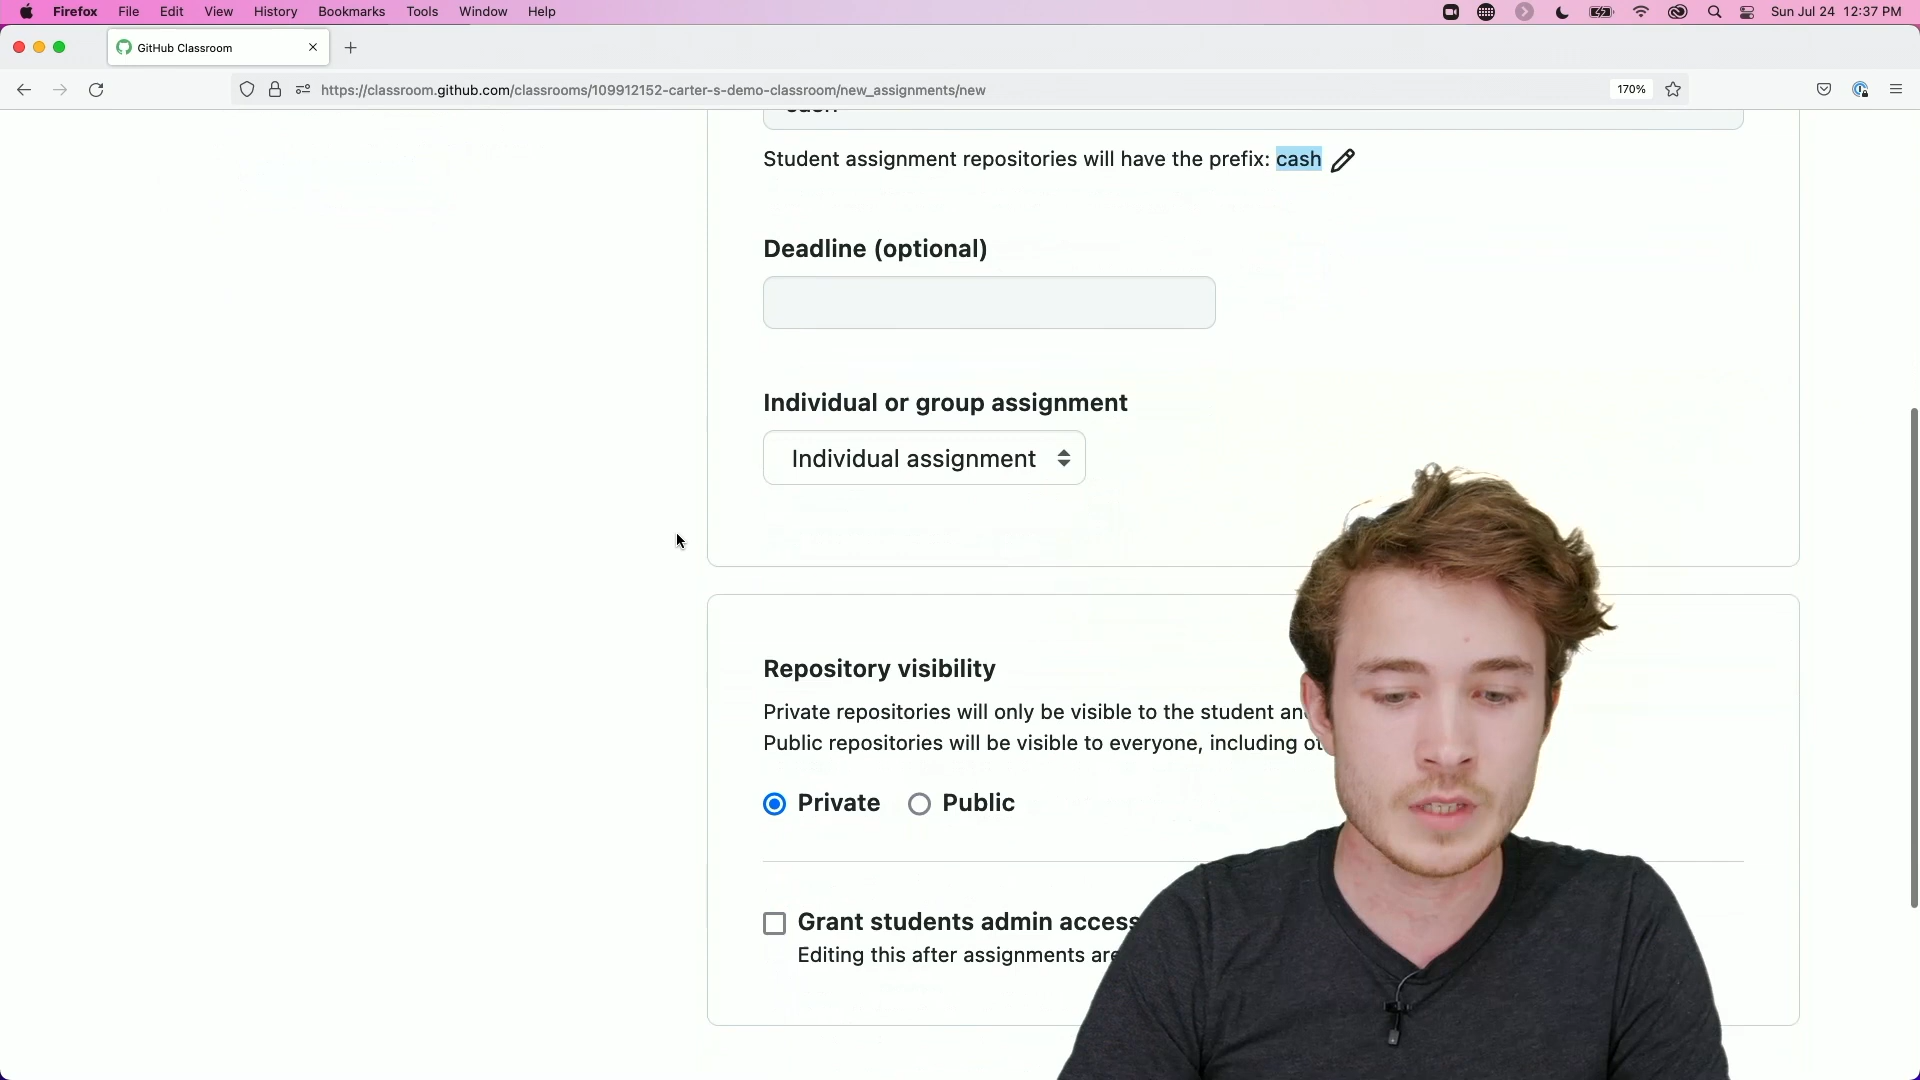 Firefox File Edit View History Bookmarks Tools Window Help Sun Jul 24 12:37 PM
GitHub Classroom
https://classroom.github.com/classrooms/109912152-carter-s-demo-classroom/new_assignments/new 170%
Student assignment repositories will have the prefix: cash
Deadline (optional)
Individual or group assignment
Individual assignment
Repository visibility
Private repositories will only be visible to the student
Public repositories will be visible to everyone, including
Private Public
Grant students admin access
Editing this after assignments